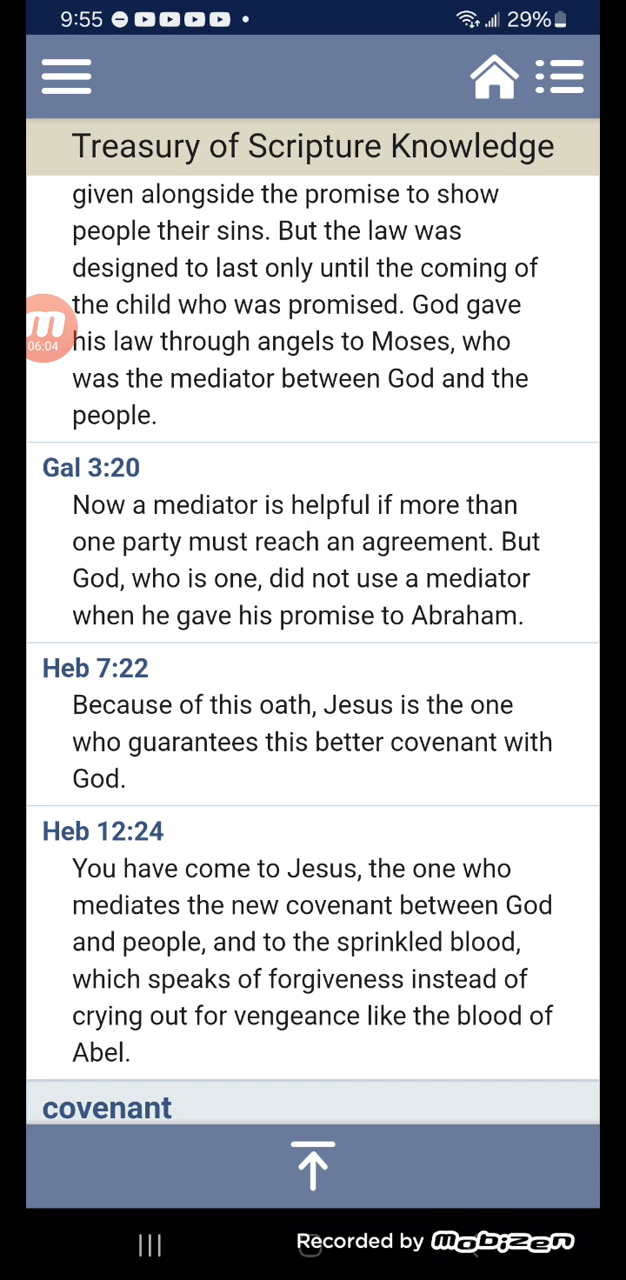 9:55
29%
Treasury of Scripture Knowledge
given alongside the promise to show
people their sins. But the law was
designed to last only until the coming of
the child who was promised. God gave
his law through angels to Moses, who
was the mediator between God and the
people.
m
06:04
Gal 3:20
Now a mediator is helpful if more than
one party must reach an agreement. But
God, who is one, did not use a mediator
when he gave his promise to Abraham.
Heb 7:22
Because of this oath, Jesus is the one
who guarantees this better covenant with
God.
Heb 12:24
You have come to Jesus, the one who
mediates the new covenant between God
and people, and to the sprinkled blood,
which speaks of forgiveness instead of
crying out for vengeance like the blood of
Abel.
covenant
Recorded by mobizen